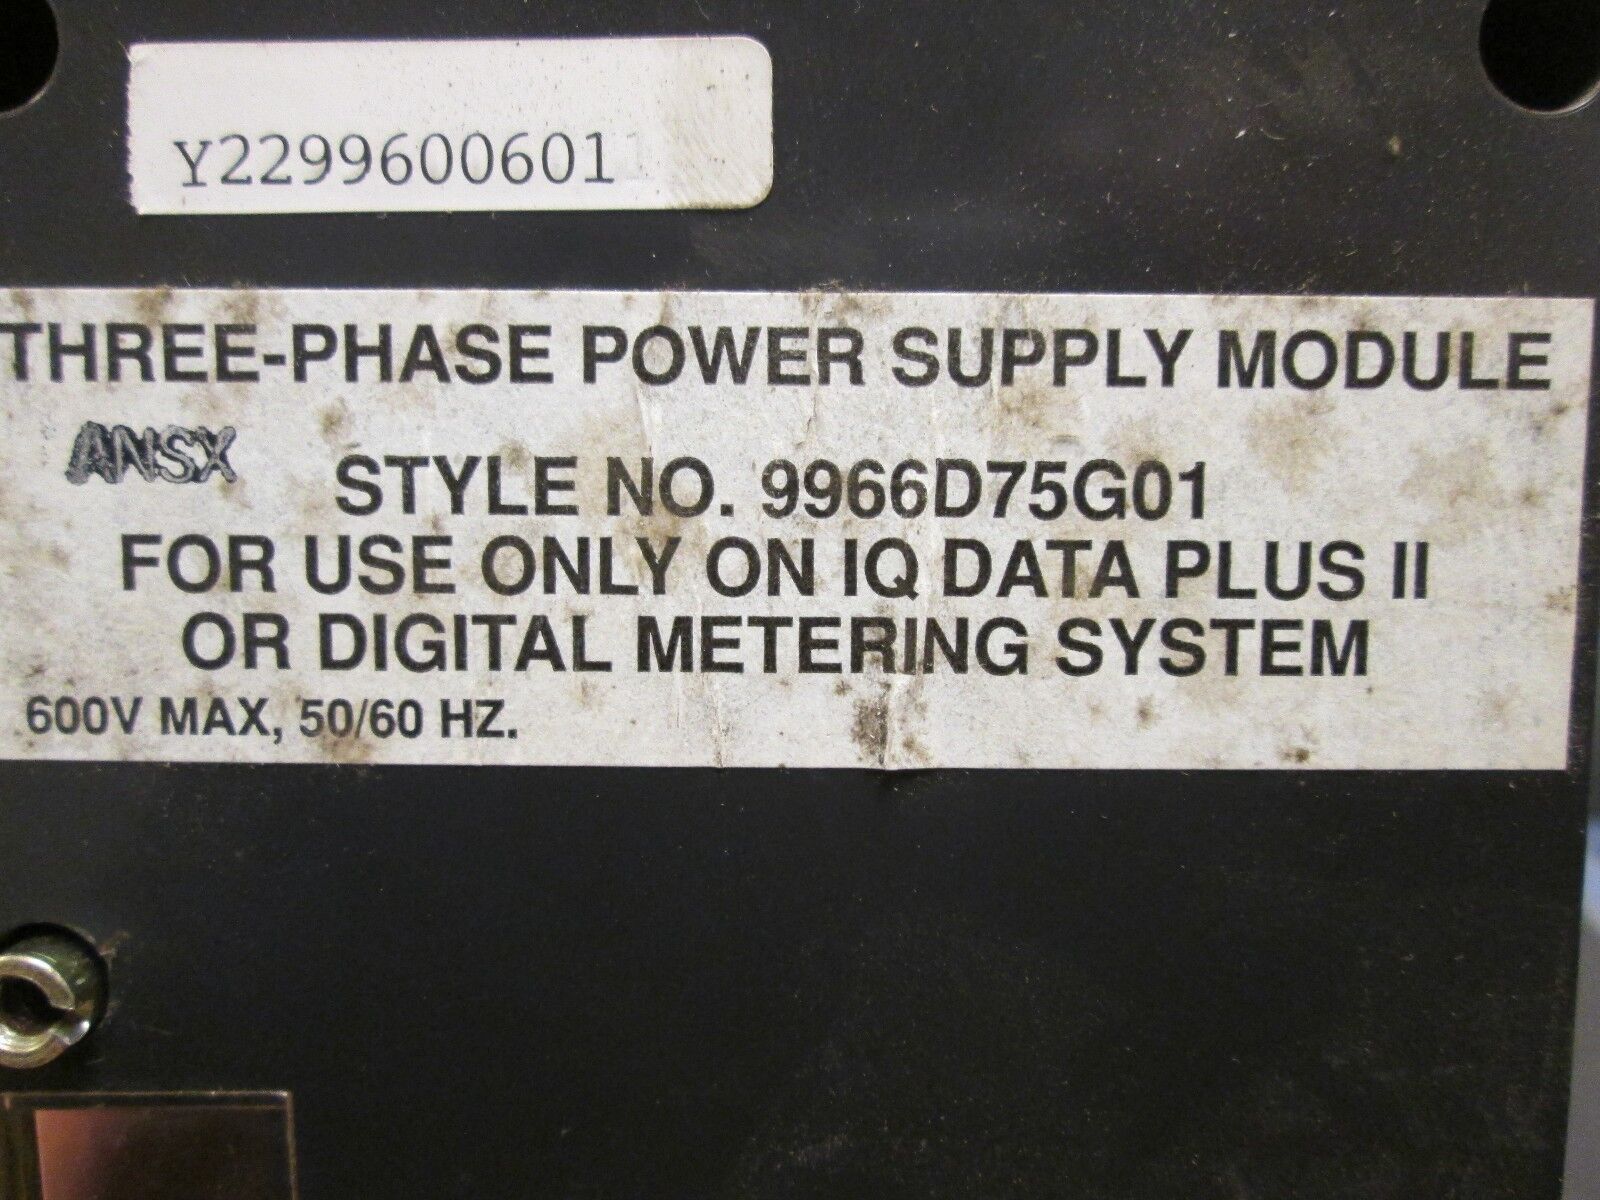 Y22996006011
THREE-PHASE POWER SUPPLY MODULE
ANSX
STYLE NO. 9966D75G01
FOR USE ONLY ON IQ DATA PLUS II
OR DIGITAL METERING SYSTEM
600V MAX, 50/60 HZ.